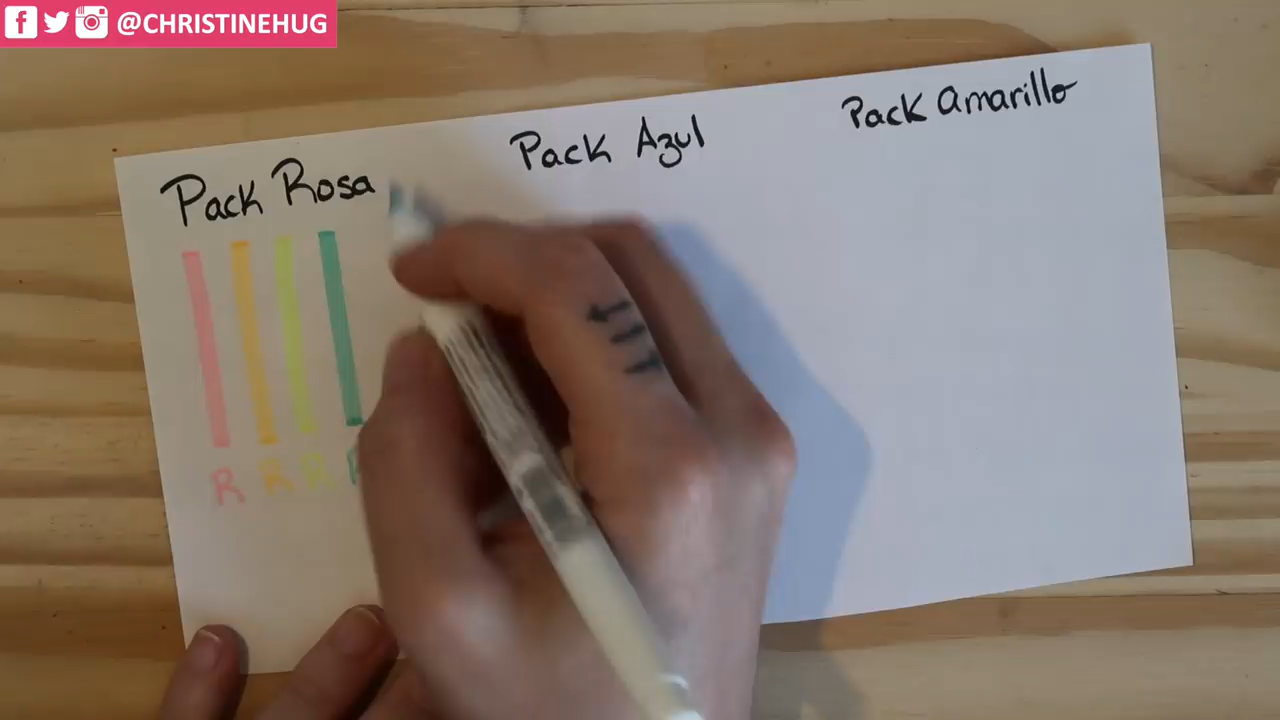 @CHRISTINEHUG
Pack Rosa
Pack Azul
Pack Amarillo
R R R R